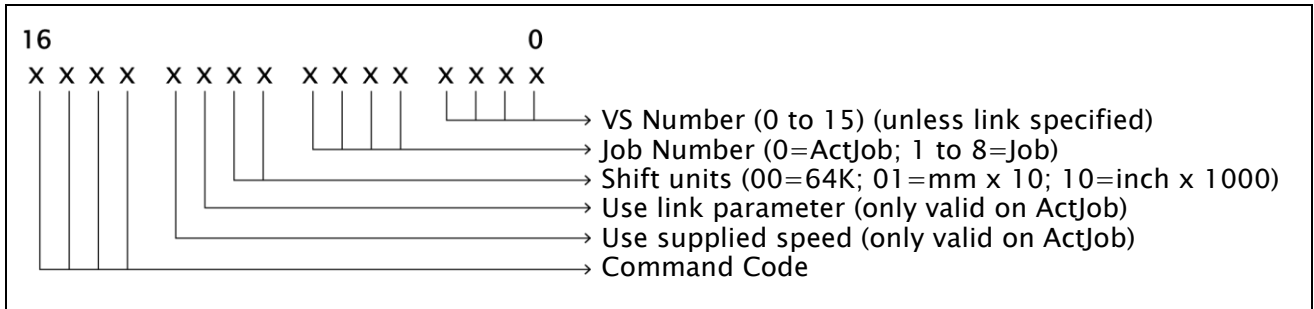 16 0
X X X X X X X X X X X X X X X X
VS Number (0 to 15) (unless link specified)
Job Number (0=ActJob; 1 to 8=Job)
Shift units (00=64K; 01=mm x 10; 10=inch x 1000)
Use link parameter (only valid on ActJob)
Use supplied speed (only valid on ActJob)
Command Code